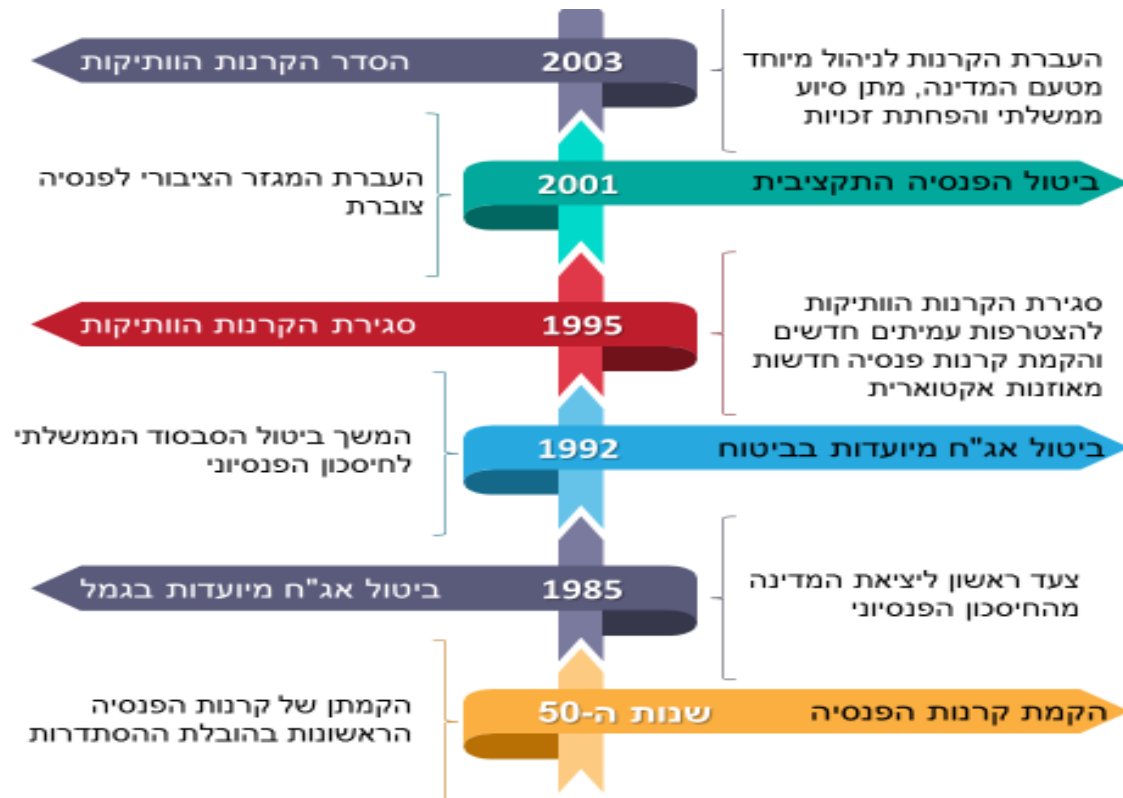 הסדר הקרנות הוותיקות
2003
העברת הקרנות לניהול מיוחד
מטעם המדינה, מתן סיוע
ממשלתי והפחתת זכויות
ביטול הפנסיה התקציבית
2001
העברת המגזר הציבורי לפנסיה
צוברת
סגירת הקרנות הוותיקות
1995
סגירת הקרנות הוותיקות
להצטרפות עמיתים חדשים
והקמת קרנות פנסיה חדשות
מאוזנות אקטוארית
ביטול אג"ח מיועדות בביטוח
1992
המשך ביטול הסבסוד הממשלתי
לחיסכון הפנסיוני
ביטול אג"ח מיועדות בגמל
1985
צעד ראשון ליציאת המדינה
מהחיסכון הפנסיוני
הקמת קרנות הפנסיה
שנות ה-50
הקמתן של קרנות הפנסיה
הראשונות בהובלת ההסתדרות